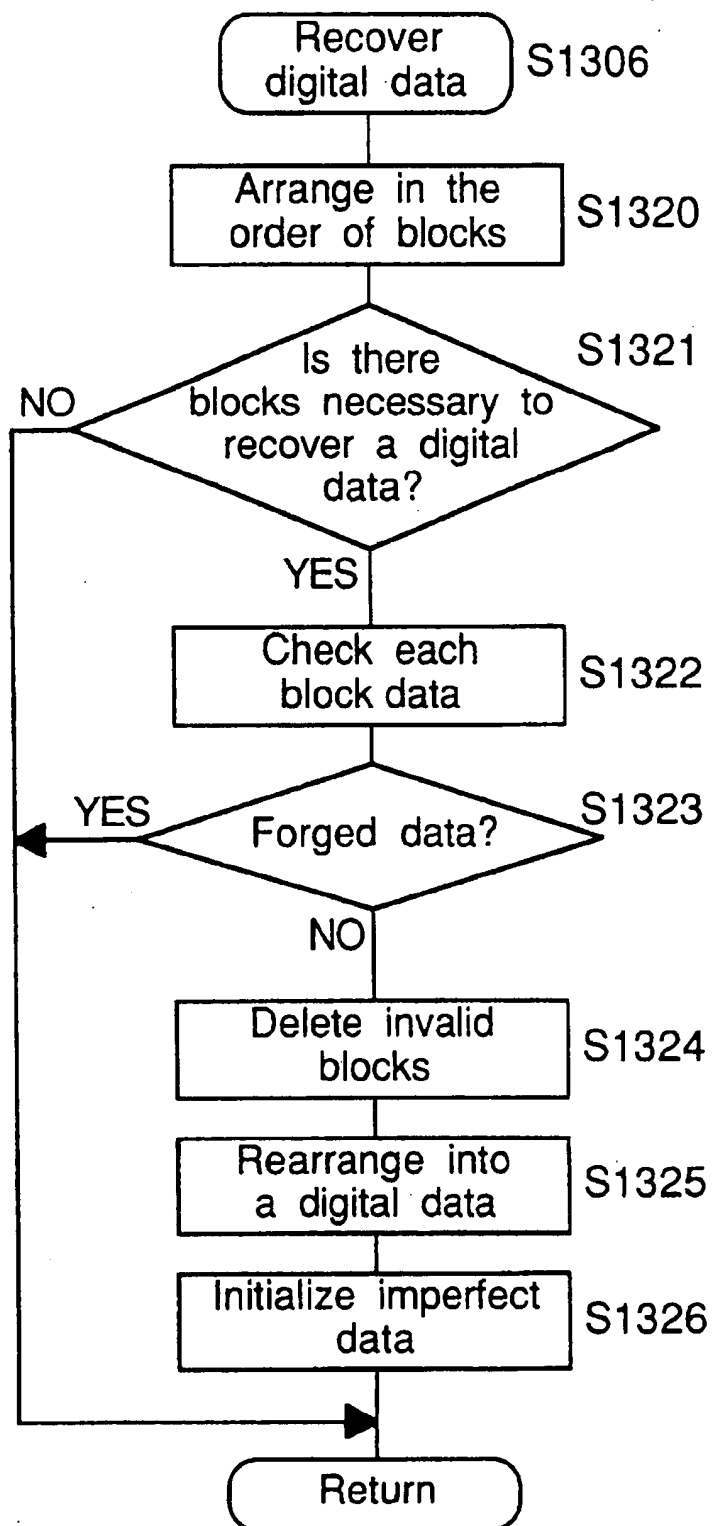 Recover
digital data
S1306
Arrange in the
order of blocks
S1320
Is there
blocks necessary to
recover a digital
data?
S1321
NO
YES
Check each
block data
S1322
Forged data?
S1323
YES
NO
Delete invalid
blocks
S1324
Rearrange into
a digital data
S1325
Initialize imperfect
data
S1326
Return